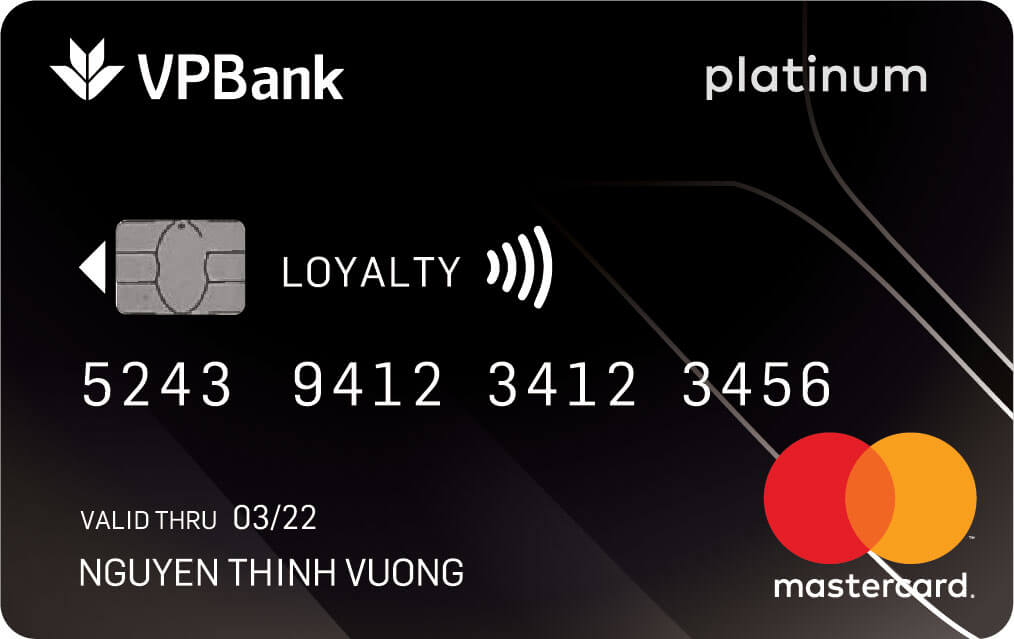 VPBank
platinum
LOYALTY
5243 9412 3412 3456
VALID THRU 03/22
NGUYEN THINH VUONG
mastercard.